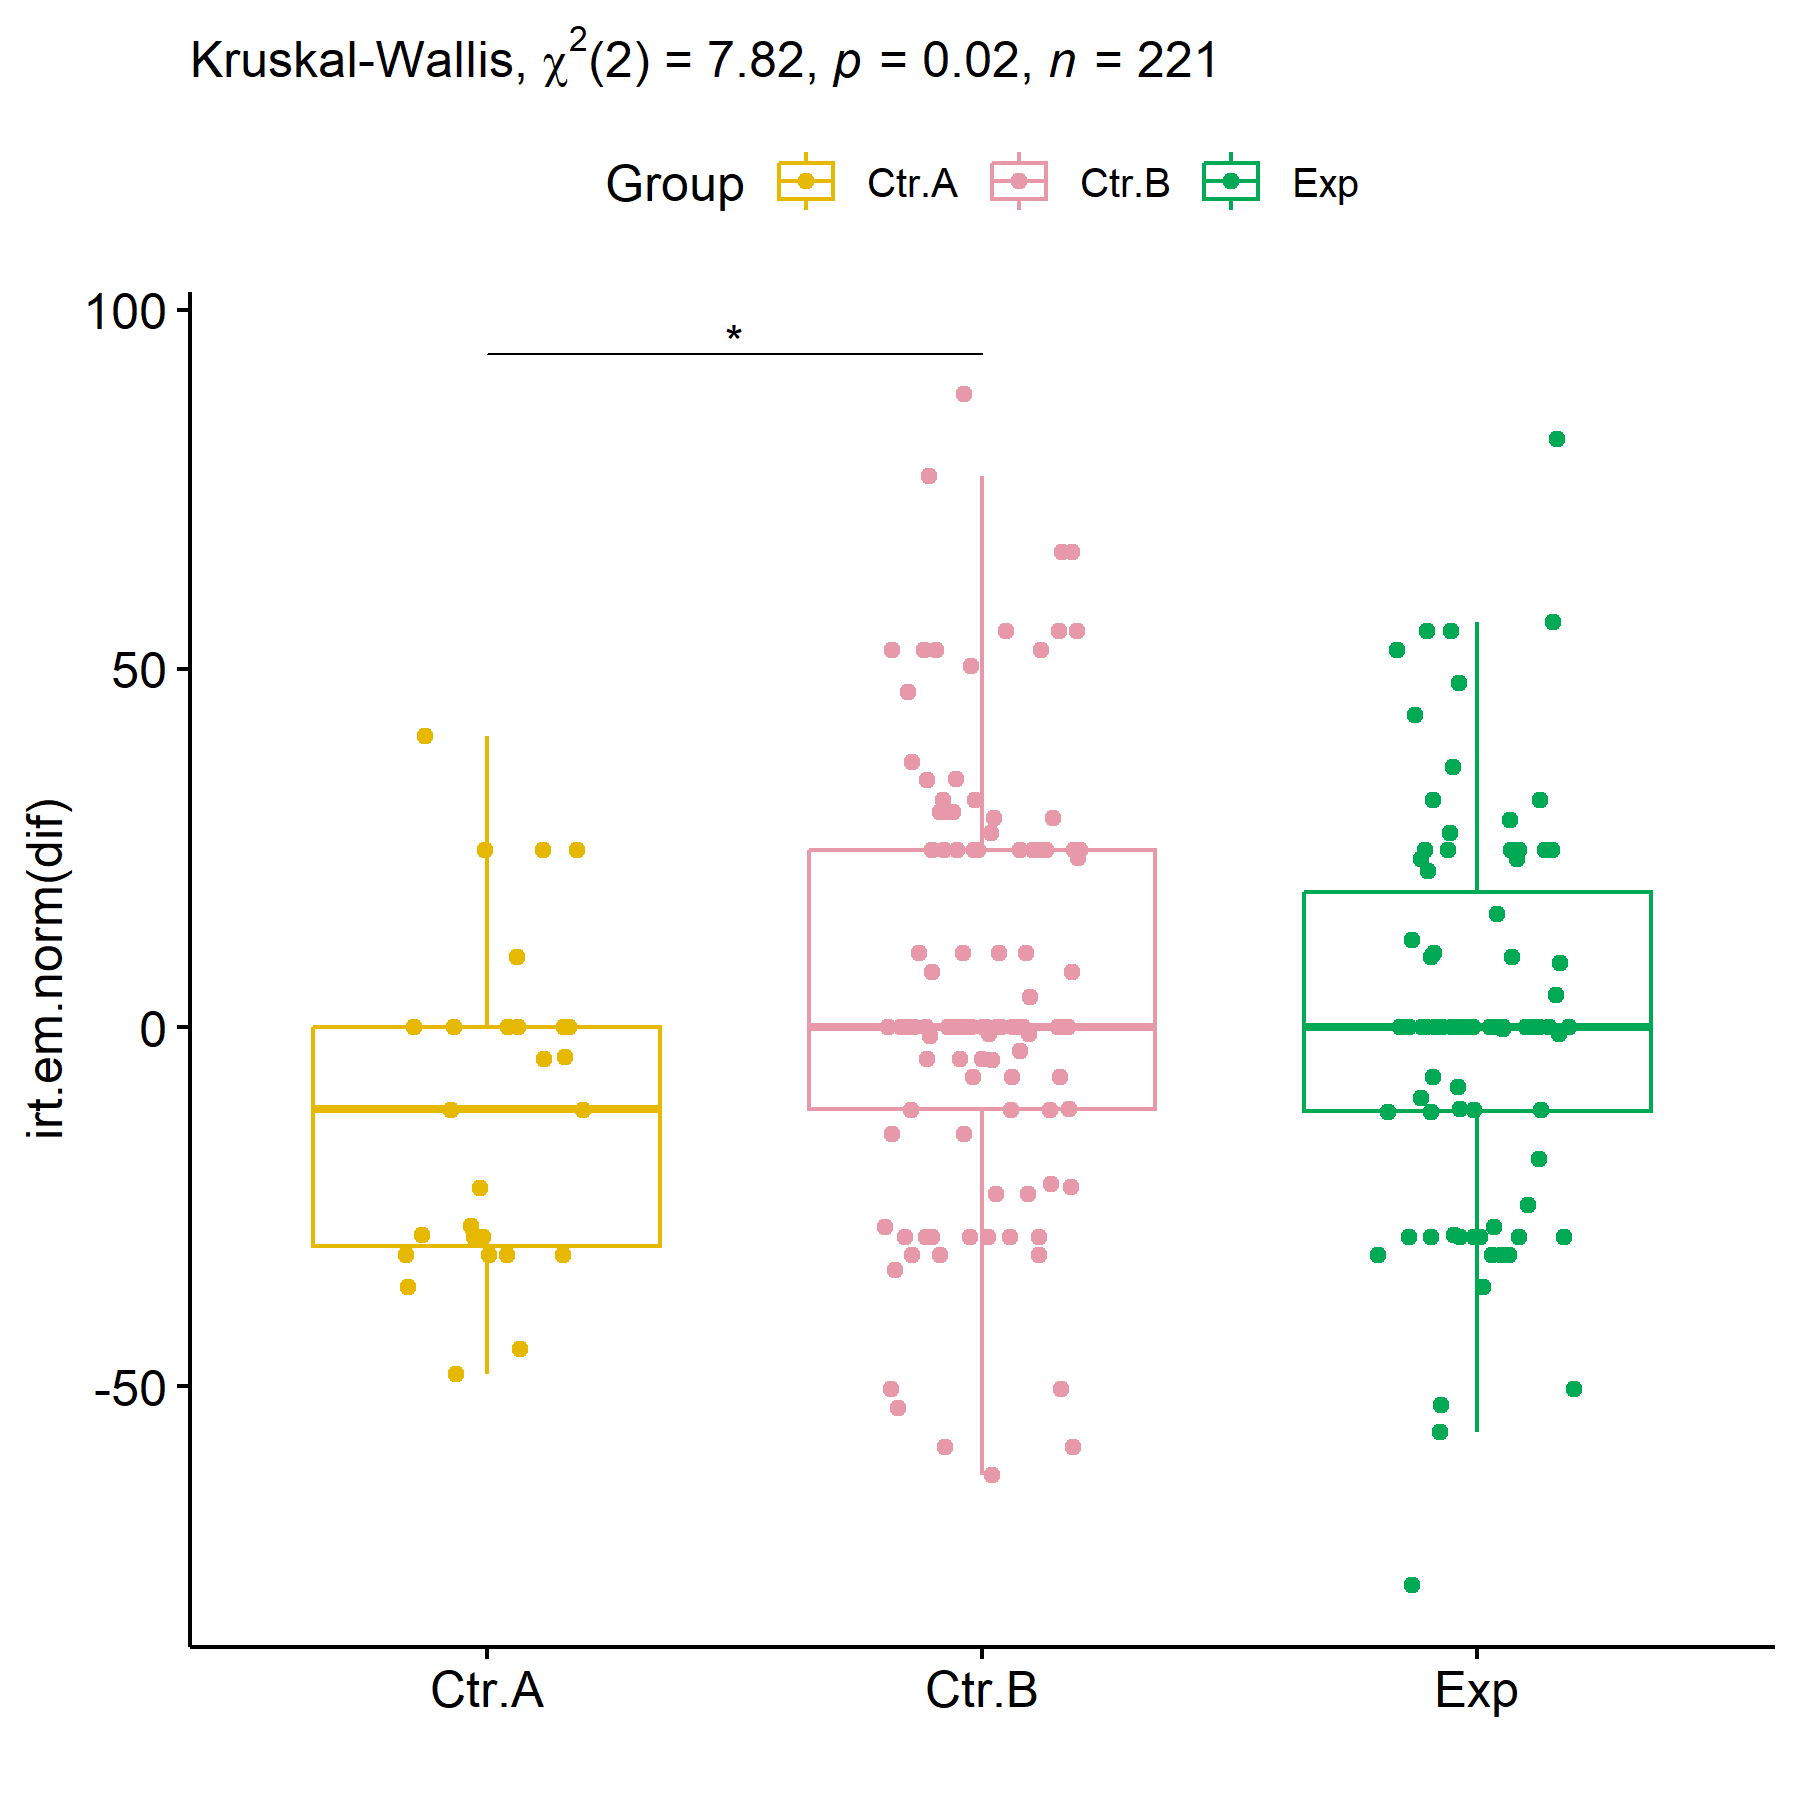 Kruskal-Wallis, χ²(2) = 7.82, p = 0.02, n = 221
Group Ctr.A Ctr.B Exp
100
*
50
0
-50
irt.em.norm(dif)
Ctr.A Ctr.B Exp